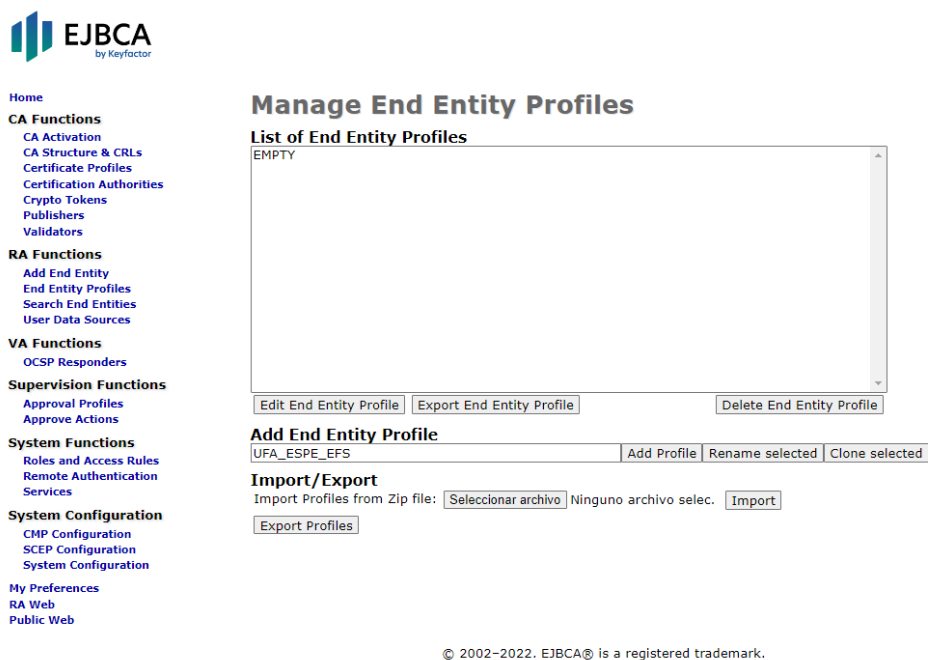 EJBCA
by Keyfactor
Home
CA Functions
CA Activation
CA Structure & CRLs
Certificate Profiles
Certification Authorities
Crypto Tokens
Publishers
Validators
RA Functions
Add End Entity
End Entity Profiles
Search End Entities
User Data Sources
VA Functions
OCSP Responders
Supervision Functions
Approval Profiles
Approve Actions
System Functions
Roles and Access Rules
Remote Authentication
Services
System Configuration
CMP Configuration
SCEP Configuration
System Configuration
My Preferences
RA Web
Public Web
Manage End Entity Profiles
List of End Entity Profiles
EMPTY
Edit End Entity Profile Export End Entity Profile Delete End Entity Profile
Add End Entity Profile
UFA_ESPE_EFS Add Profile Rename selected Clone selected
Import/Export
Import Profiles from Zip file: Seleccionar archivo Ninguno archivo selec. Import
Export Profiles
© 2002–2022. EJBCA® is a registered trademark.